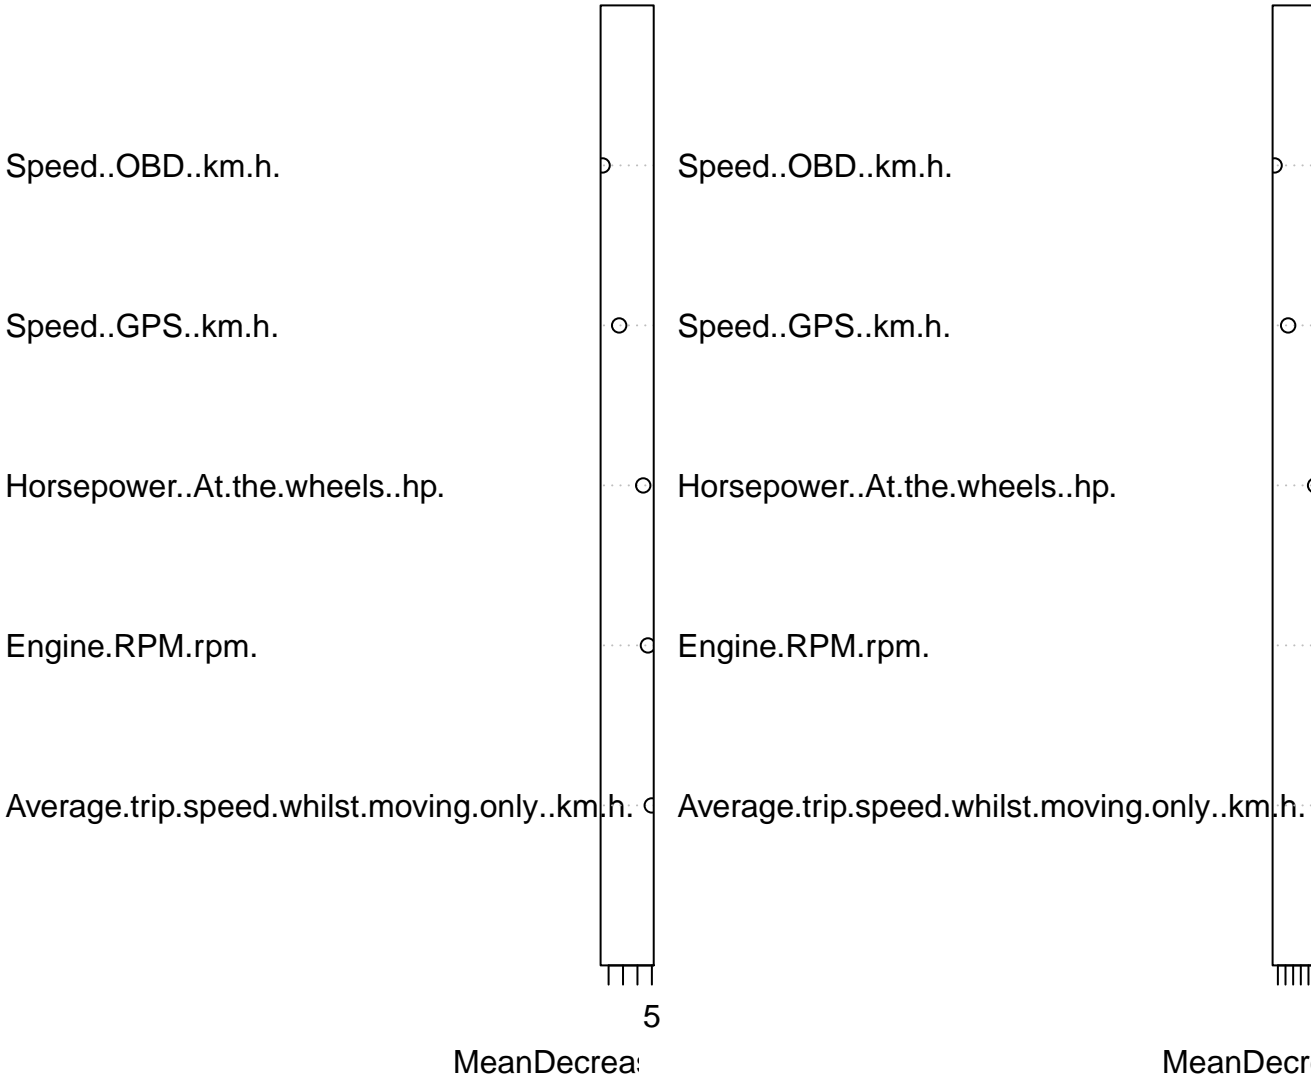 Speed..OBD..km.h.
Speed..GPS..km.h.
Horsepower..At.the.wheels..hp.
Engine.RPM.rpm.
Average.trip.speed.whilst.moving.only..km.h.
5
MeanDecreas
Speed..OBD..km.h.
Speed..GPS..km.h.
Horsepower..At.the.wheels..hp.
Engine.RPM.rpm.
Average.trip.speed.whilst.moving.only..km.h.
MeanDecre